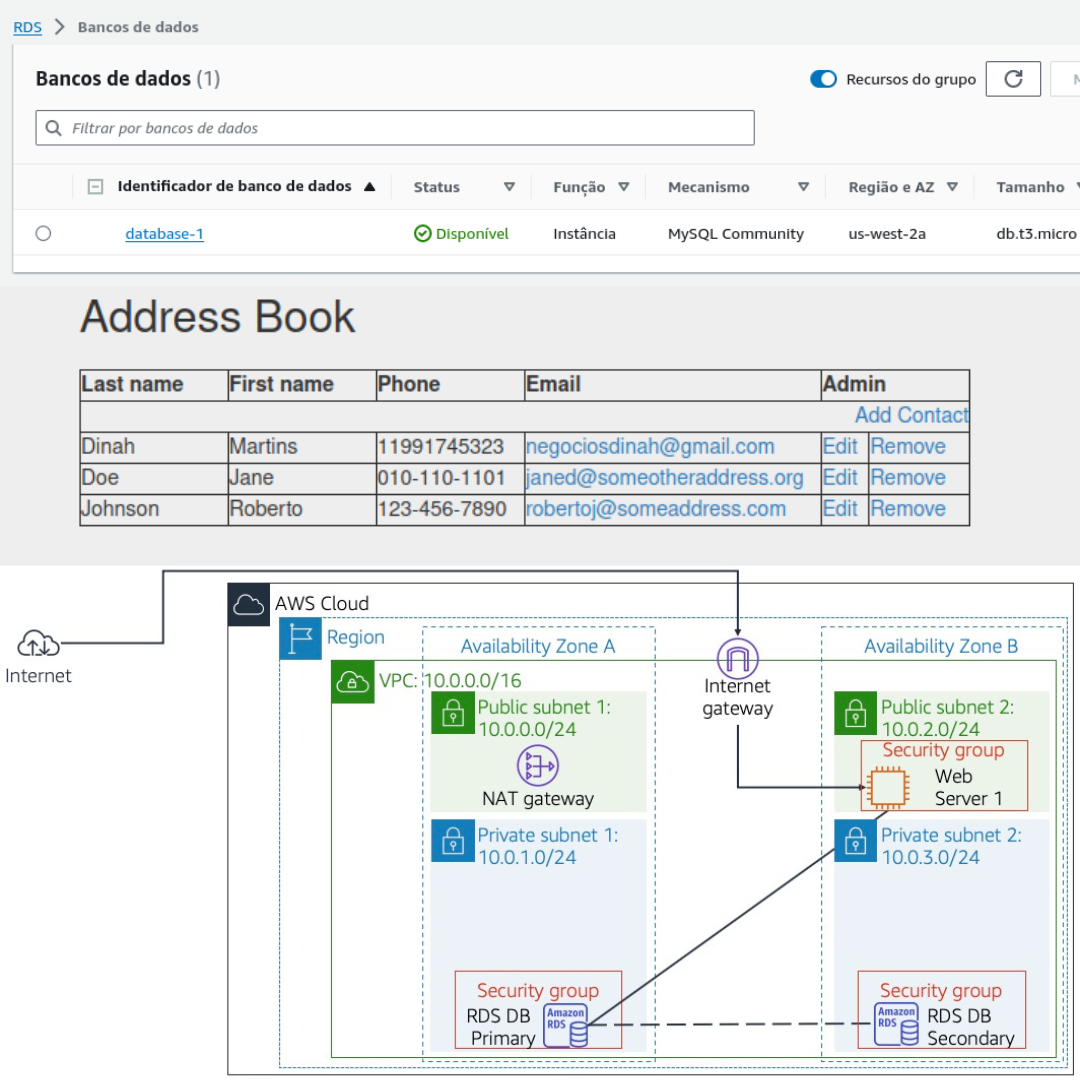 RDS > Bancos de dados
Bancos de dados (1)
Recursos do grupo
Filtrar por bancos de dados
Identificador de banco de dados Status Função Mecanismo Região e AZ Tamanho
database-1 Disponível Instância MySQL Community us-west-2a db.t3.micro
Address Book
Last name First name Phone Email Admin
Add Contact
Dinah Martins 11991745323 negociosdinah@gmail.com Edit Remove
Doe Jane 010-110-1101 janed@someotheraddress.org Edit Remove
Johnson Roberto 123-456-7890 robertoj@someaddress.com Edit Remove
Internet
AWS Cloud
Region
Availability Zone A
Availability Zone B
VPC: 10.0.0.0/16
Internet
gateway
Public subnet 1:
10.0.0.0/24
NAT gateway
Public subnet 2:
10.0.2.0/24
Security group
Web
Server 1
Private subnet 1:
10.0.1.0/24
Private subnet 2:
10.0.3.0/24
Security group
RDS DB
Primary
Amazon
RDS
Security group
Amazon
RDS
RDS DB
Secondary